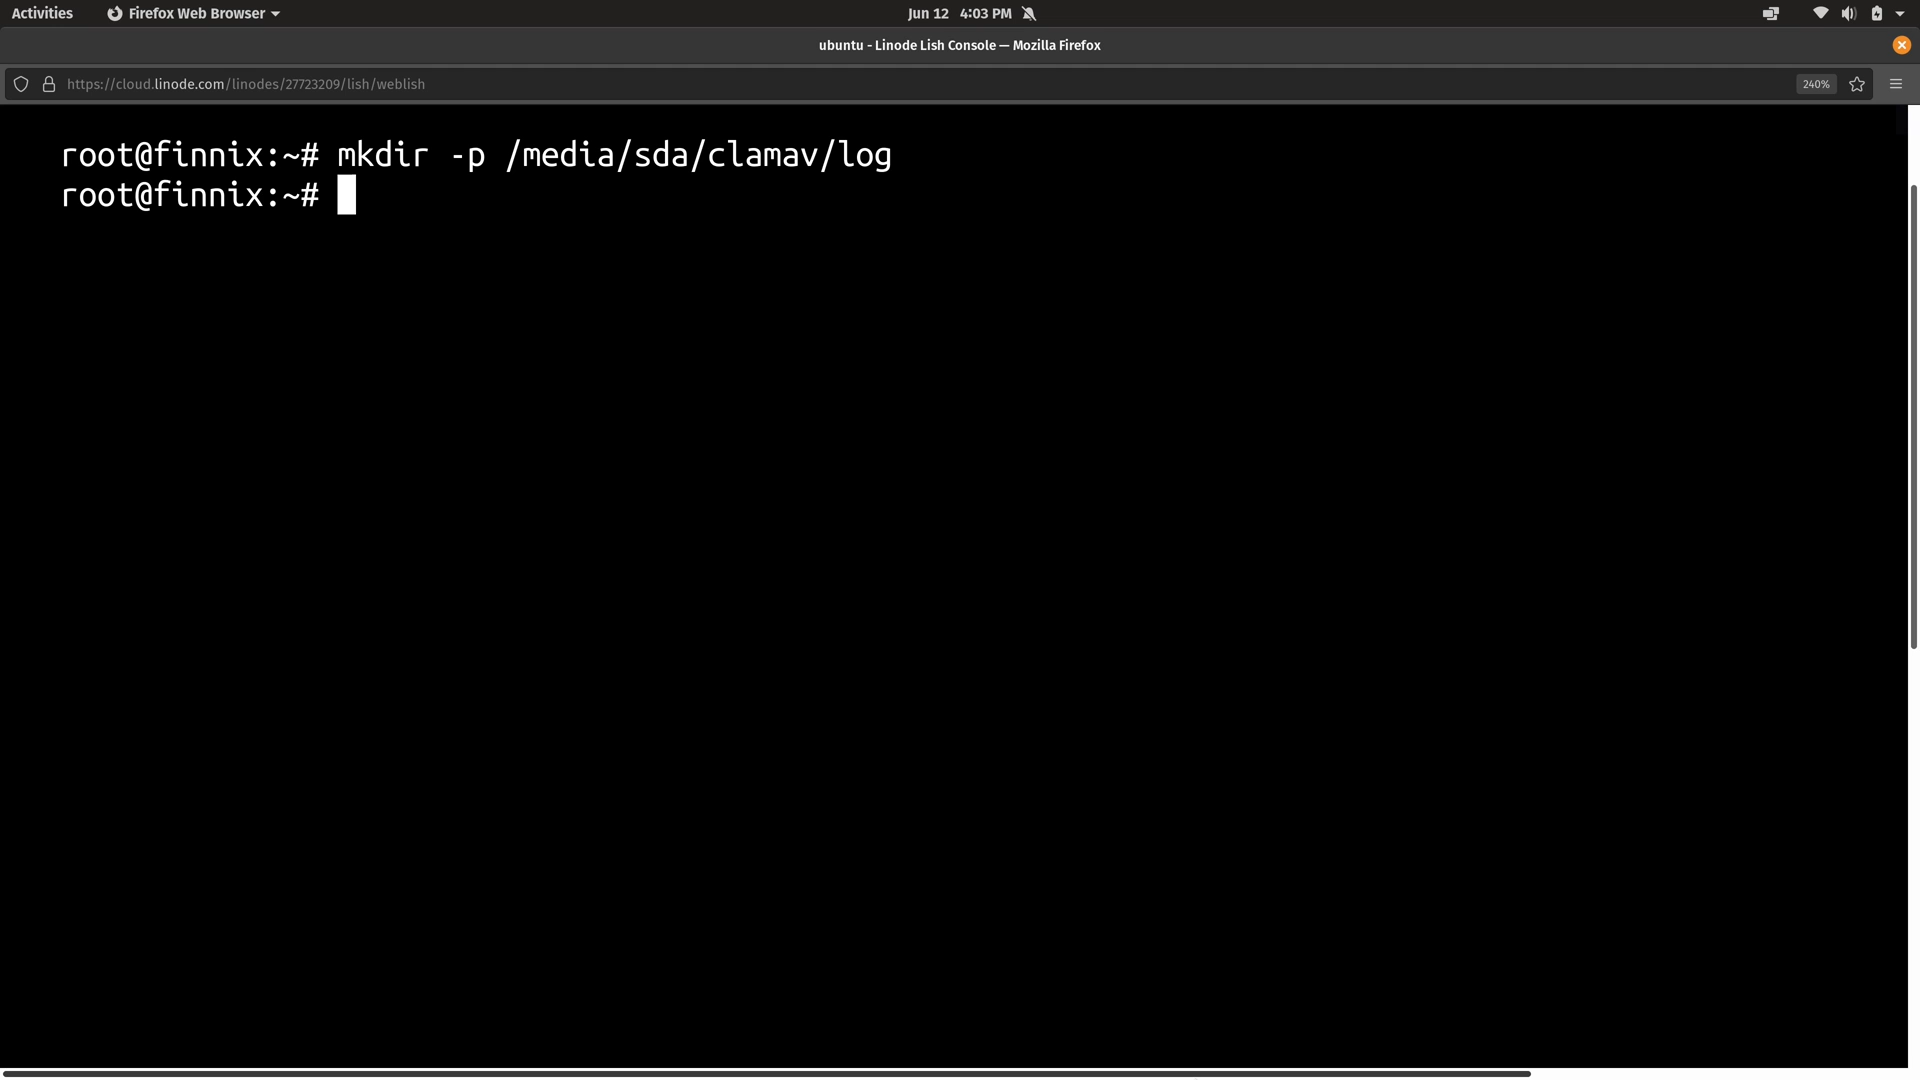 Activities Firefox Web Browser Jun 12 4:03 PM
ubuntu - Linode Lish Console — Mozilla Firefox
https://cloud.linode.com/linodes/27723209/lish/weblish 240%
root@finnix:~# mkdir -p /media/sda/clamav/log
root@finnix:~#